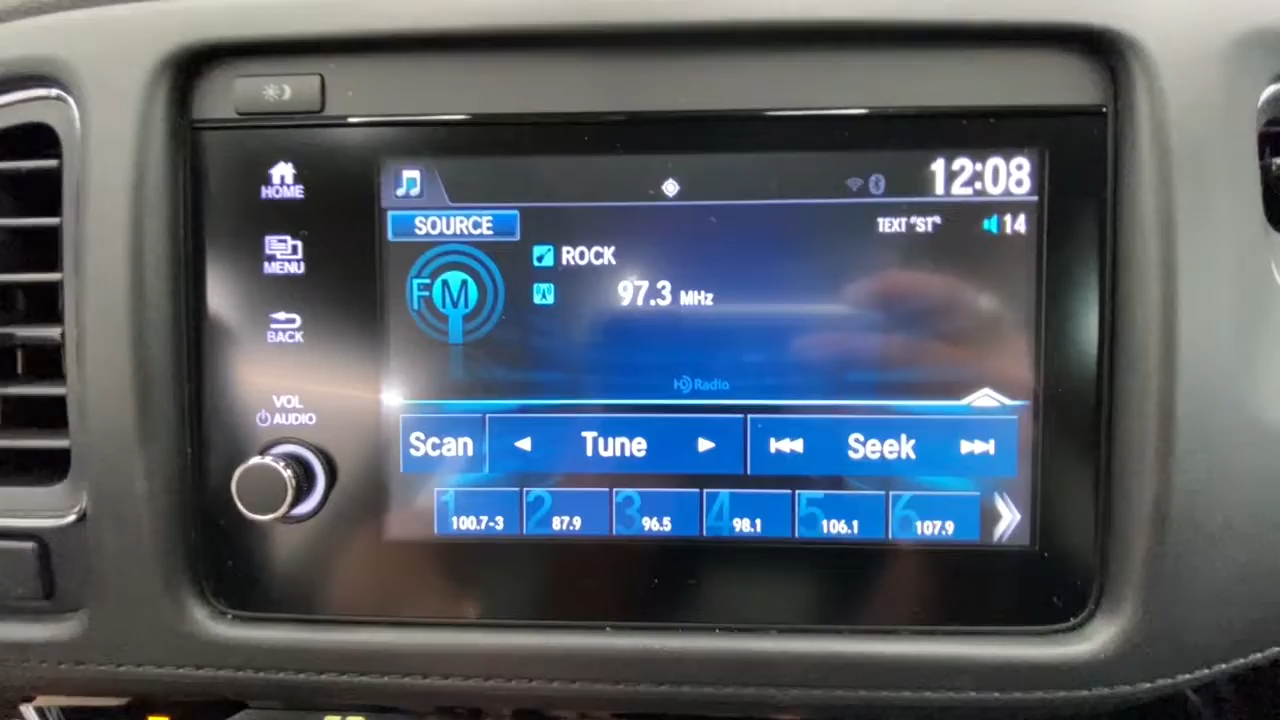 HOME
MENU
BACK
VOL
AUDIO
12:08
SOURCE
TEXT "ST"
14
FM
ROCK
97.3 MHz
HD Radio
Scan
Tune
Seek
1 100.7-3
2 87.9
3 96.5
4 98.1
5 106.1
6 107.9